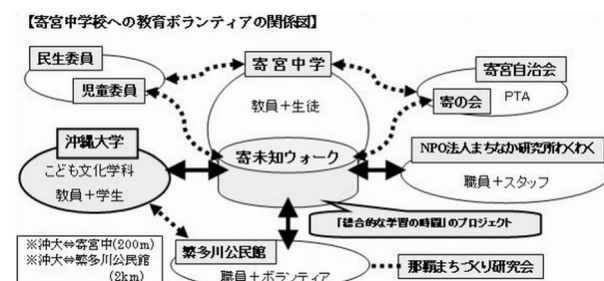 【寄宮中学校への教育ボランティアの関係図】
民生委員
児童委員
寄宮中学
教員＋生徒
寄宮自治会
寄の会
PTA
沖縄大学
こども文化学科
教員＋学生
寄未知ウォーク
NPO法人まちなか研究所わくわく
職員＋スタッフ
「総合的な学習の時間」のプロジェクト
※沖大⇔寄宮中(200m)
※沖大⇔繁多川公民館
(2km)
繁多川公民館
職員＋ボランティア
那覇まちづくり研究会